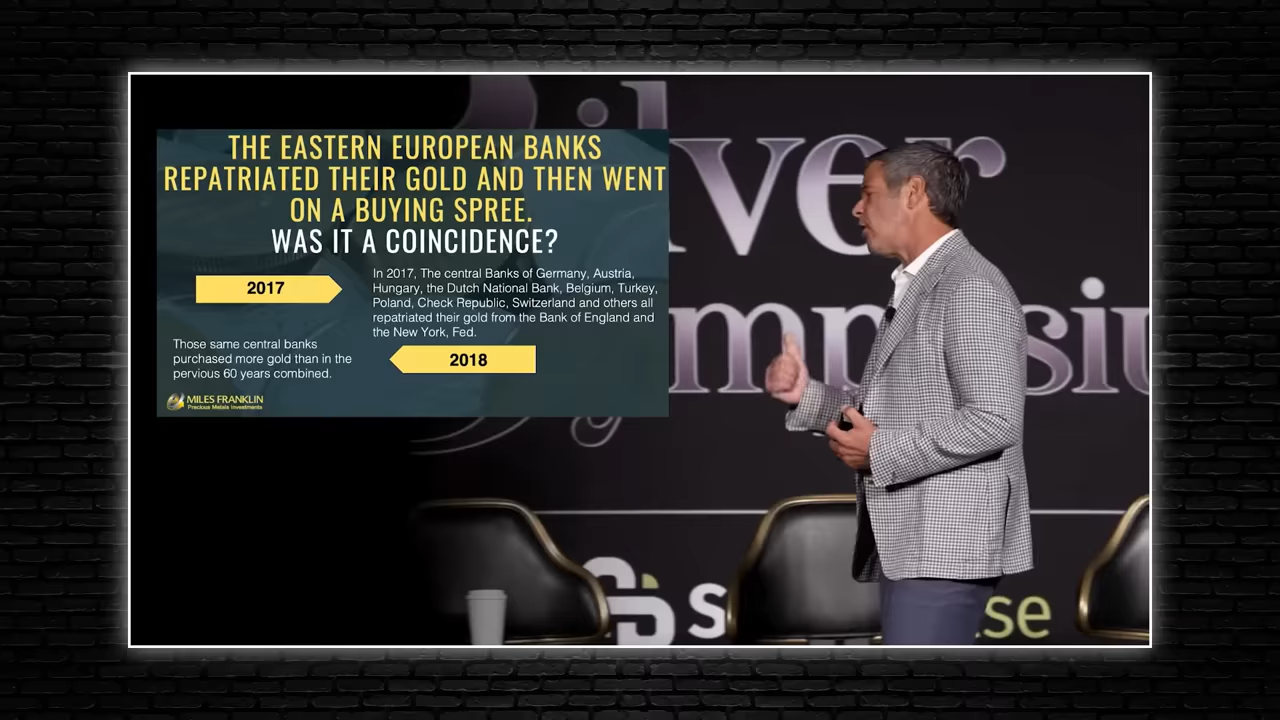 THE EASTERN EUROPEAN BANKS
REPATRIATED THEIR GOLD AND THEN WENT
ON A BUYING SPREE.
WAS IT A COINCIDENCE?
2017
In 2017, The central Banks of Germany, Austria,
Hungary, the Dutch National Bank, Belgium, Turkey,
Poland, Check Republic, Switzerland and others all
repatriated their gold from the Bank of England and
the New York, Fed.
Those same central banks
purchased more gold than in the
pervious 60 years combined.
2018
MILES FRANKLIN
Precious Metals Investments